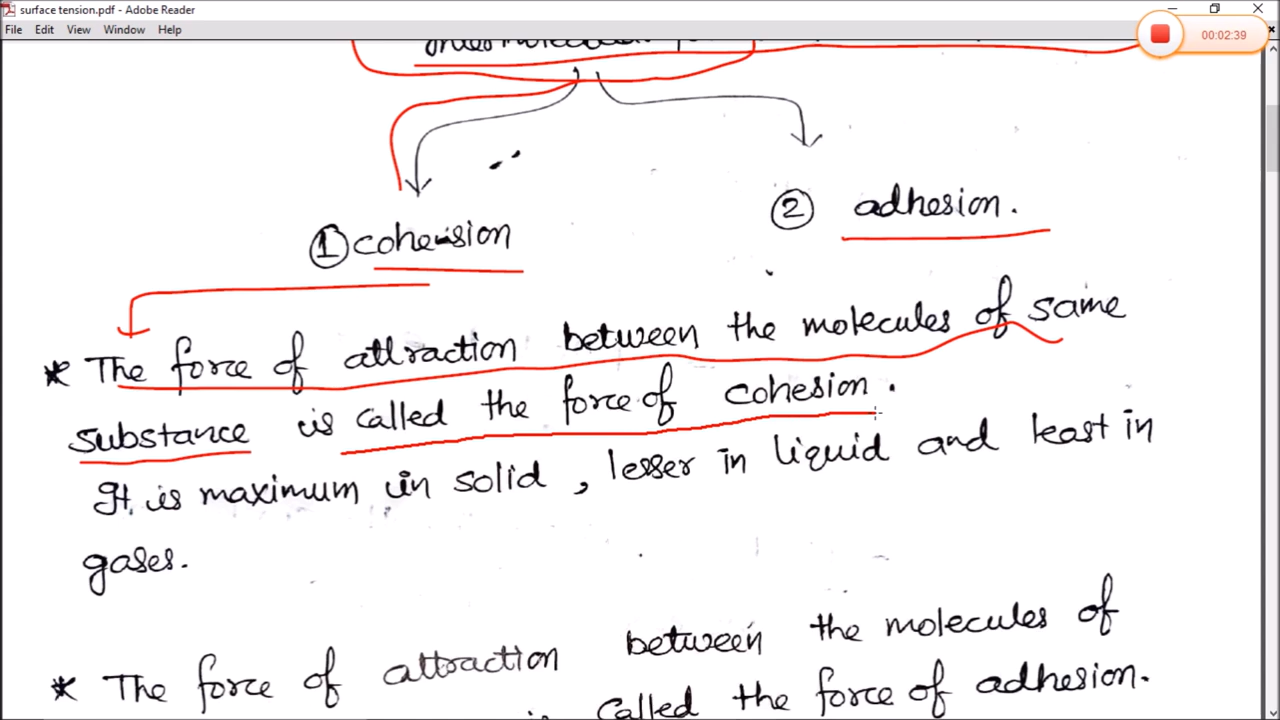 surface tension.pdf - Adobe Reader
File Edit View Window Help
00:02:39
① cohension
② adhesion.
* The force of attraction between the molecules of same
substance is called the force of cohesion.
It is maximum in solid, lesser in liquid and least in
gases.
* The force of attraction between the molecules of
is called the force of adhesion.